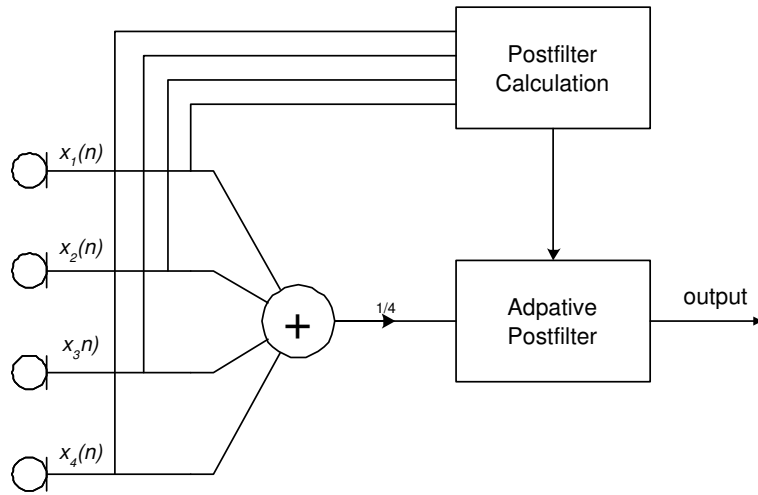 Postfilter
Calculation
x₁(n)
x₂(n)
x₃n)
x₄(n)
+
1/4
Adpative
Postfilter
output